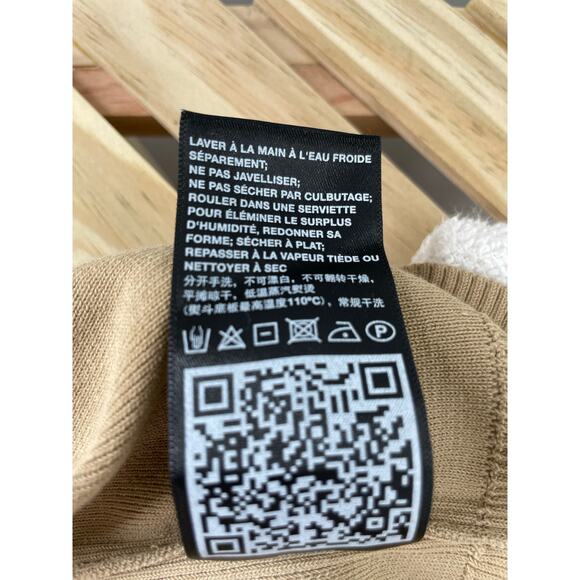 LAVER À LA MAIN À L'EAU FROIDE
SÉPAREMENT;
NE PAS JAVELLISER;
NE PAS SÉCHER PAR CULBUTAGE;
ROULER DANS UNE SERVIETTE
POUR ÉLIMINER LE SURPLUS
D'HUMIDITÉ, REDONNER SA
FORME; SÉCHER À PLAT;
REPASSER À LA VAPEUR TIÈDE OU
NETTOYER À SEC
分开手洗，不可漂白，不可翻转干燥，
平摊晾干，低温蒸汽熨烫
(熨斗底板最高温度110℃)，常规干洗
P